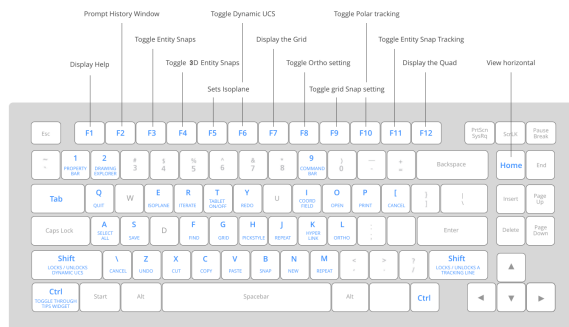 Prompt History Window
Toggle Dynamic UCS
Toggle Polar tracking
Toggle Entity Snaps
Display the Grid
Toggle Entity Snap Tracking
Display Help
Toggle 3D Entity Snaps
Toggle Ortho setting
Display the Quad
View horizontal
Sets Isoplane
Toggle grid Snap setting
Esc F1 F2 F3 F4 F5 F6 F7 F8 F9 F10 F11 F12
PrtScn
SysRq
Pause
Break
1 PROPERTY BAR
2 DRAWING EXPLORER
# 3
$ 4
% 5
6
& 7
8
9 COMMAND BAR
) 0
+ =
Backspace
Home End
Tab
Q QUIT
W
E ISOPLANE
R ITERATE
T TABLET ON/OFF
Y REDO
U
I COORD FIELD
O OPEN
P PRINT
[ CANCEL
} ]
| \
Insert
Page
Up
Caps Lock
A SELECT ALL
S SAVE
D
F FIND
G GRID
H PICKSTYLE
J REPEAT
K HYPER LINK
L ORTHO
Enter
Delete
Page
Down
Shift
LOCKS / UNLOCKS
DYNAMIC UCS
\ CANCEL
Z UNDO
X CUT
C COPY
V PASTE
B SNAP
N NEW
M REPEAT
? /
Shift
LOCKS / UNLOCKS A
TRACKING LINE
▲
Ctrl
TOGGLE THROUGH
TIPS WIDGET
Start Alt Spacebar Alt Ctrl
◄ ▼ ►